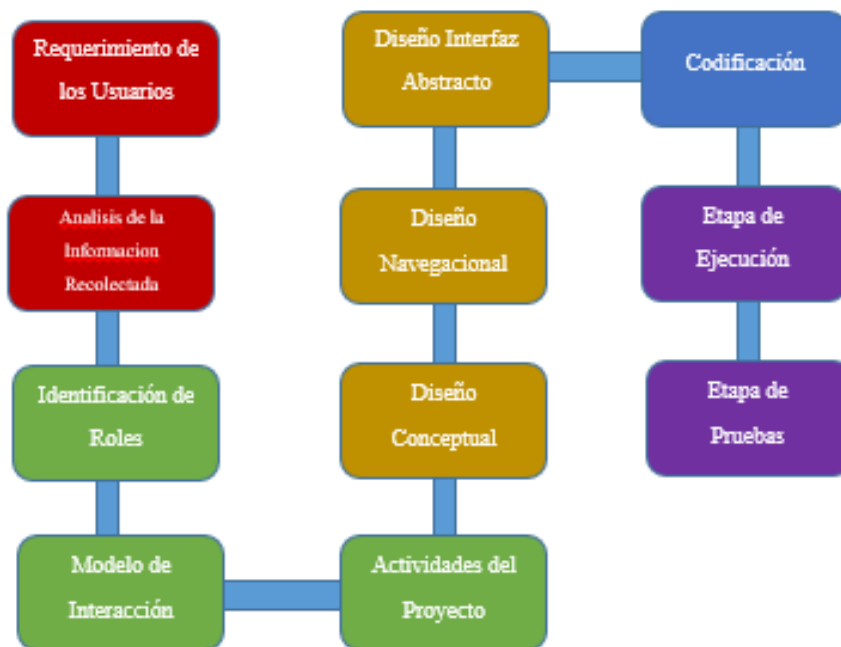 Requerimiento de
los Usuarios
Analisis de la
Informacion
Recolectada
Identificación de
Roles
Modelo de
Interacción
Actividades del
Proyecto
Diseño
Conceptual
Diseño
Navegacional
Diseño Interfaz
Abstracto
Codificación
Etapa de
Ejecución
Etapa de
Pruebas